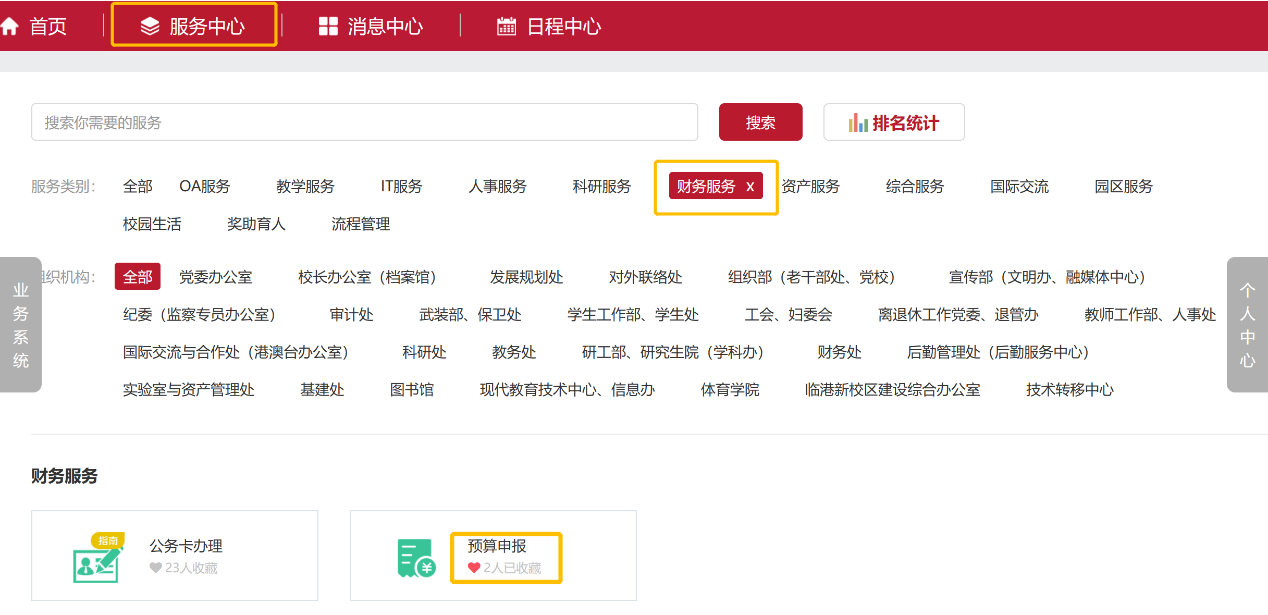 首页 服务中心 消息中心 日程中心
搜索你需要的服务 搜索 排名统计
服务类别： 全部 OA服务 教学服务 IT服务 人事服务 科研服务 财务服务 x 资产服务 综合服务 国际交流 园区服务
校园生活 奖助育人 流程管理
组织机构： 全部 党委办公室 校长办公室（档案馆） 发展规划处 对外联络处 组织部（老干部处、党校） 宣传部（文明办、融媒体中心）
纪委（监察专员办公室） 审计处 武装部、保卫处 学生工作部、学生处 工会、妇委会 离退休工作党委、退管办 教师工作部、人事处
国际交流与合作处（港澳台办公室） 科研处 教务处 研工部、研究生院（学科办） 财务处 后勤管理处（后勤服务中心）
实验室与资产管理处 基建处 图书馆 现代教育技术中心、信息办 体育学院 临港新校区建设综合办公室 技术转移中心
业务系统
个人中心
财务服务
指南
公务卡办理
23人收藏
¥
预算申报
2人已收藏